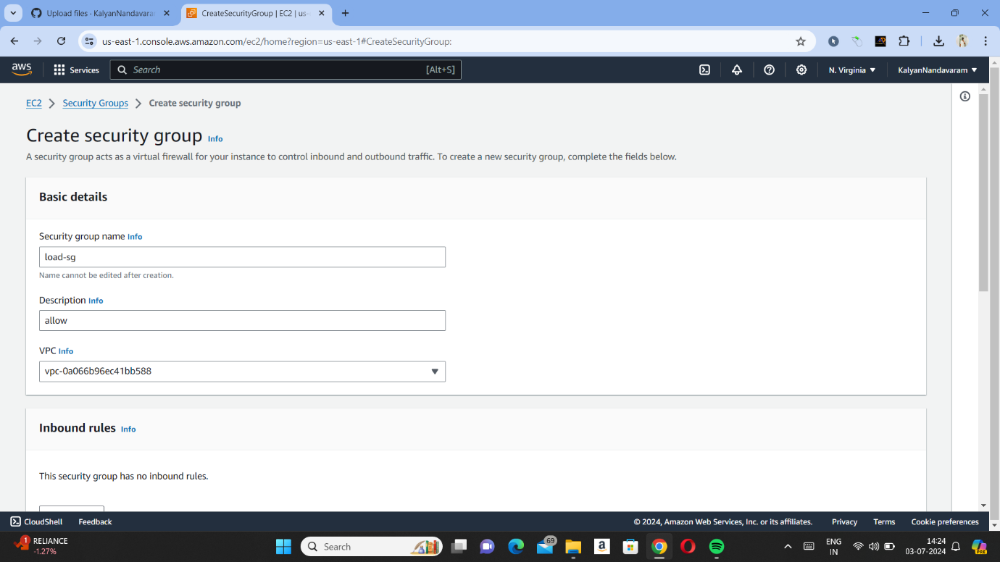 Upload files · KalyanNandavara
CreateSecurityGroup | EC2 | us-
us-east-1.console.aws.amazon.com/ec2/home?region=us-east-1#CreateSecurityGroup:
aws
Services
Search
[Alt+S]
N. Virginia
KalyanNandavaram
EC2
Security Groups
Create security group
Create security group Info
A security group acts as a virtual firewall for your instance to control inbound and outbound traffic. To create a new security group, complete the fields below.
Basic details
Security group name Info
load-sg
Name cannot be edited after creation.
Description Info
allow
VPC Info
vpc-0a066b96ec41bb588
Inbound rules Info
This security group has no inbound rules.
CloudShell
Feedback
© 2024, Amazon Web Services, Inc. or its affiliates.
Privacy
Terms
Cookie preferences
1
RELIANCE
-1.27%
Search
69
a
ENG
IN
14:24
03-07-2024
PRE